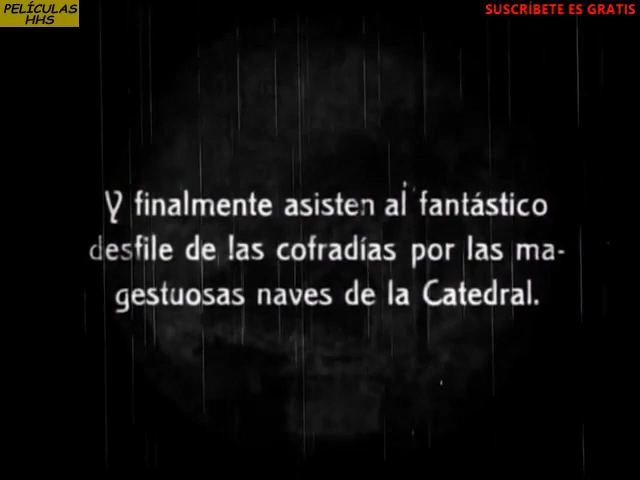 PELÍCULAS
HHS
SUSCRÍBETE ES GRATIS
Y finalmente asisten al fantástico
desfile de las cofradías por las ma-
gestuosas naves de la Catedral.